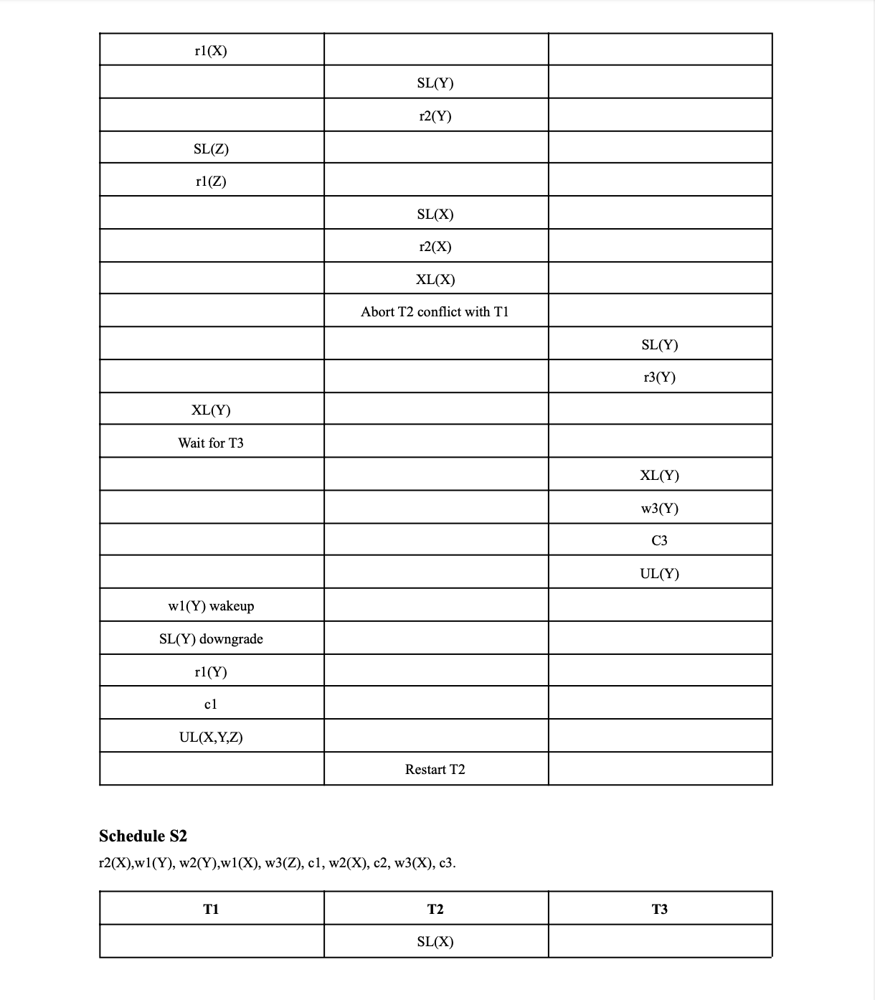 r1(X)
SL(Y)
r2(Y)
SL(Z)
r1(Z)
SL(X)
r2(X)
XL(X)
Abort T2 conflict with T1
SL(Y)
r3(Y)
XL(Y)
Wait for T3
XL(Y)
w3(Y)
C3
UL(Y)
w1(Y) wakeup
SL(Y) downgrade
r1(Y)
c1
UL(X,Y,Z)
Restart T2
Schedule S2
r2(X),w1(Y), w2(Y),w1(X), w3(Z), c1, w2(X), c2, w3(X), c3.
T1 T2 T3
SL(X)